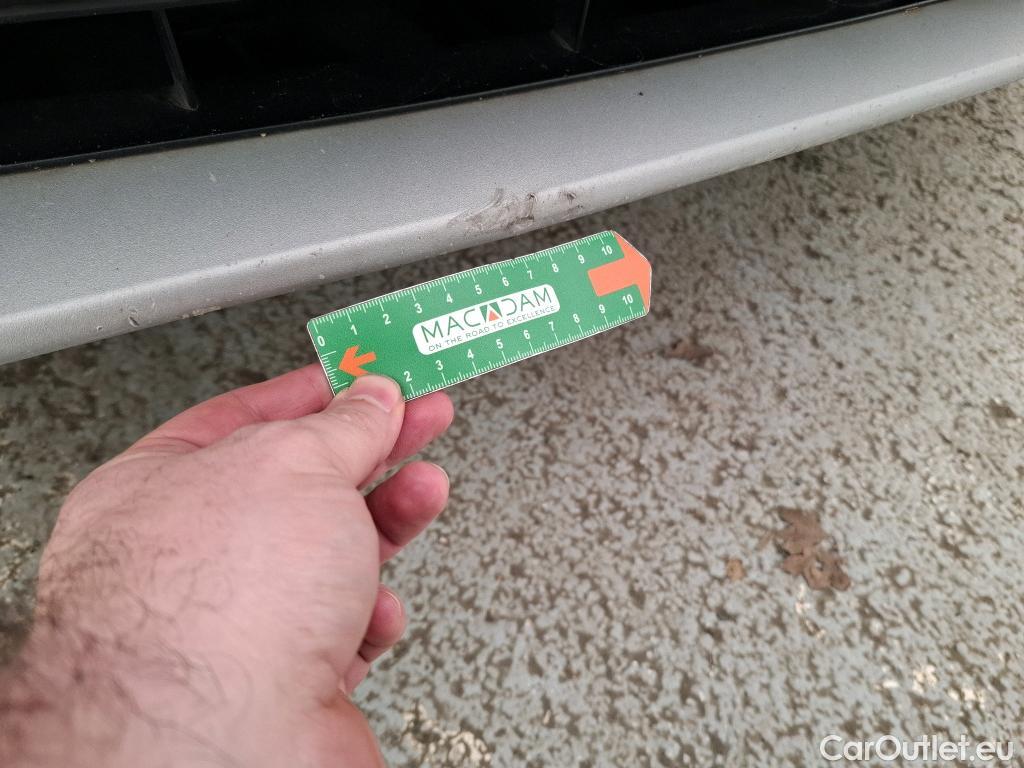 0 1 2 3 4 5 6 7 8 9 10
MACADAM
ON THE ROAD TO EXCELLENCE
2 3 4 5 6 7 8 9 10
CarOutlet.eu